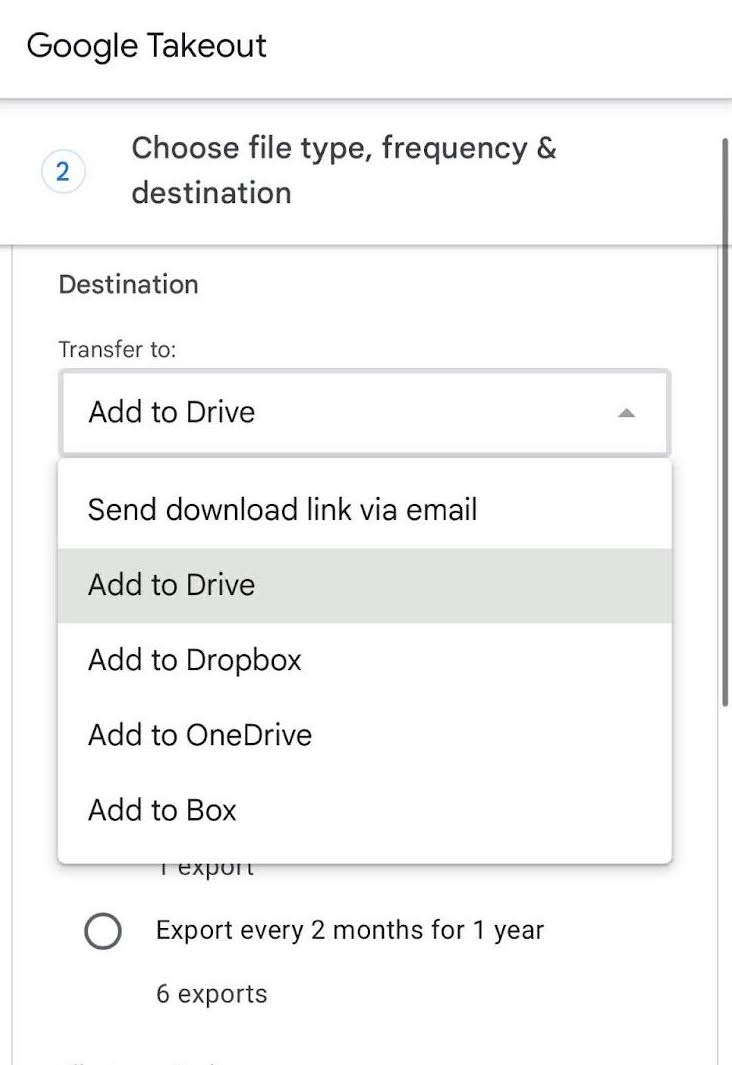 Google Takeout
2
Choose file type, frequency &
destination
Destination
Transfer to:
Add to Drive
Send download link via email
Add to Drive
Add to Dropbox
Add to OneDrive
Add to Box
1 export
Export every 2 months for 1 year
6 exports